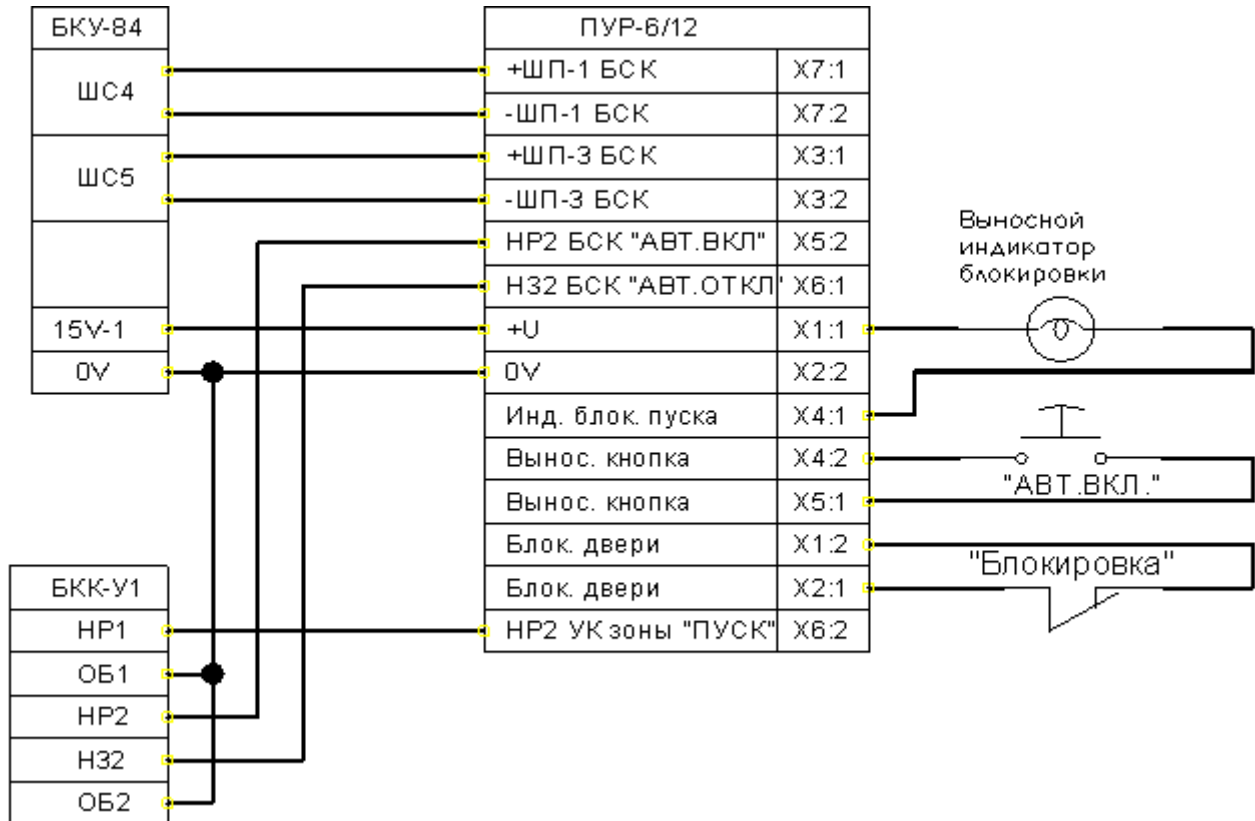 БКУ-84
ПУР-6/12
ШС4
+ШП-1 БСК X7:1
-ШП-1 БСК X7:2
ШС5
+ШП-3 БСК X3:1
-ШП-3 БСК X3:2
НР2 БСК "АВТ.ВКЛ" X5:2
НЗ2 БСК "АВТ.ОТКЛ" X6:1
15V-1
+U X1:1
0V
0V X2:2
Инд. блок. пуска X4:1
Вынос. кнопка X4:2
Вынос. кнопка X5:1
Блок. двери X1:2
Блок. двери X2:1
НР2 УК зоны "ПУСК" X6:2
Выносной
индикатор
блокировки
"АВТ.ВКЛ."
"Блокировка"
БКК-У1
НР1
ОБ1
НР2
НЗ2
ОБ2